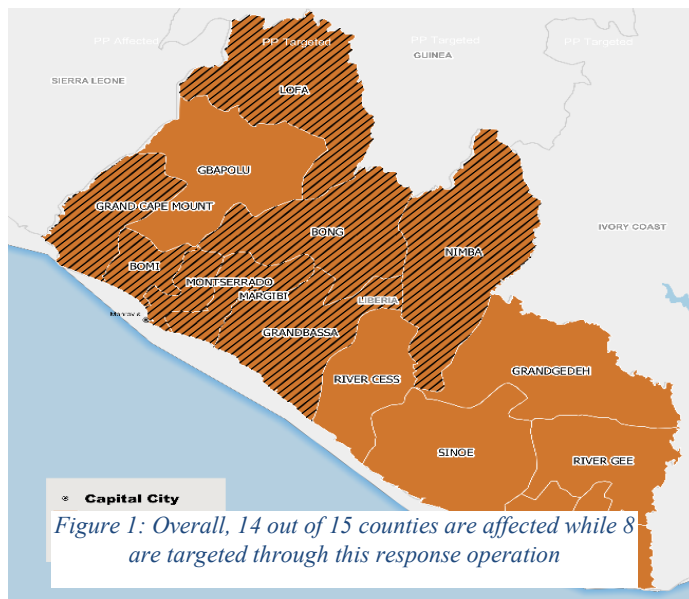 PP Affected
PP Targeted
PP Targeted
PP Targeted
GUINEA
SIERRA LEONE
LOFA
GBAPOLU
GRAND CAPE MOUNT
IVORY COAST
BONG
NIMBA
BOMI
MONTSERRADO
MARGIBI
LIBERIA
GRANDBASSA
GRANDGEDEH
RIVER CESS
SINOE
RIVER GEE
Capital City
Figure 1: Overall, 14 out of 15 counties are affected while 8
are targeted through this response operation